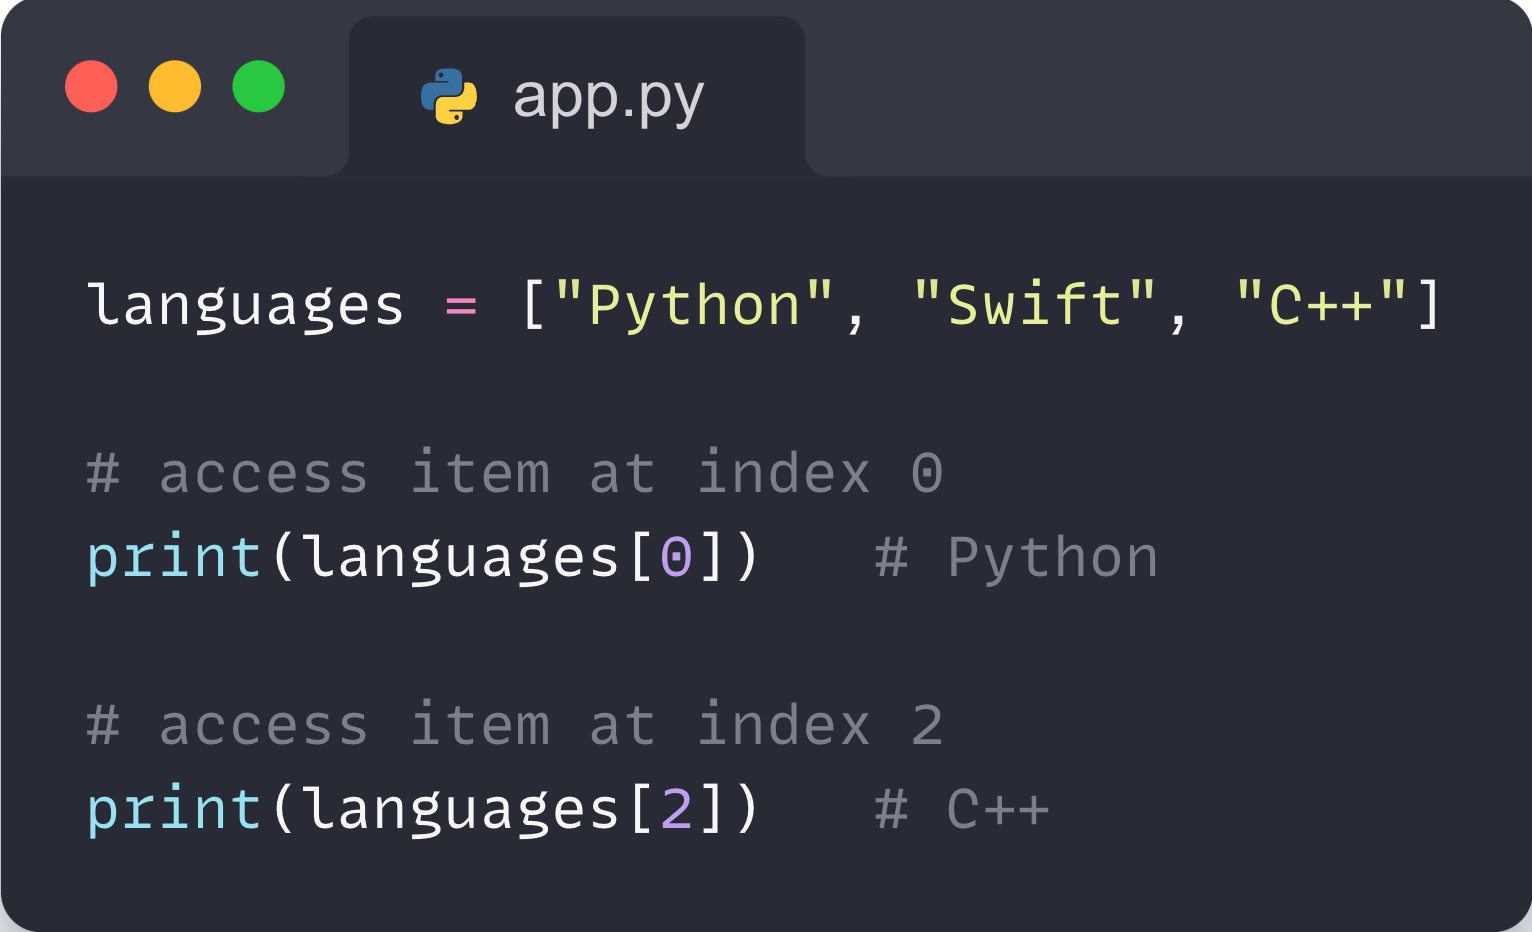 app.py
languages = ["Python", "Swift", "C++"]
# access item at index 0
print(languages[0])   # Python
# access item at index 2
print(languages[2])   # C++